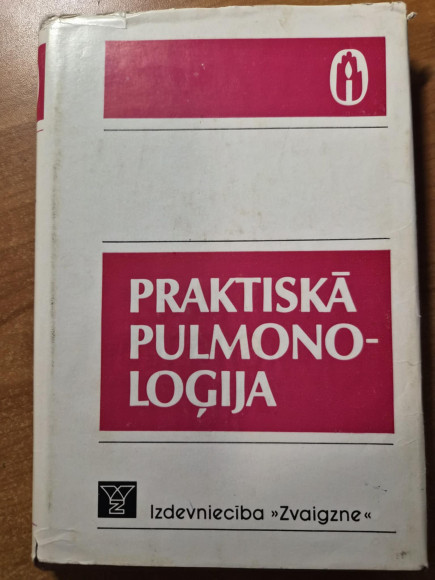 PRAKTISKĀ
PULMONO-
LOĢIJA
Izdevniecība »Zvaigzne«